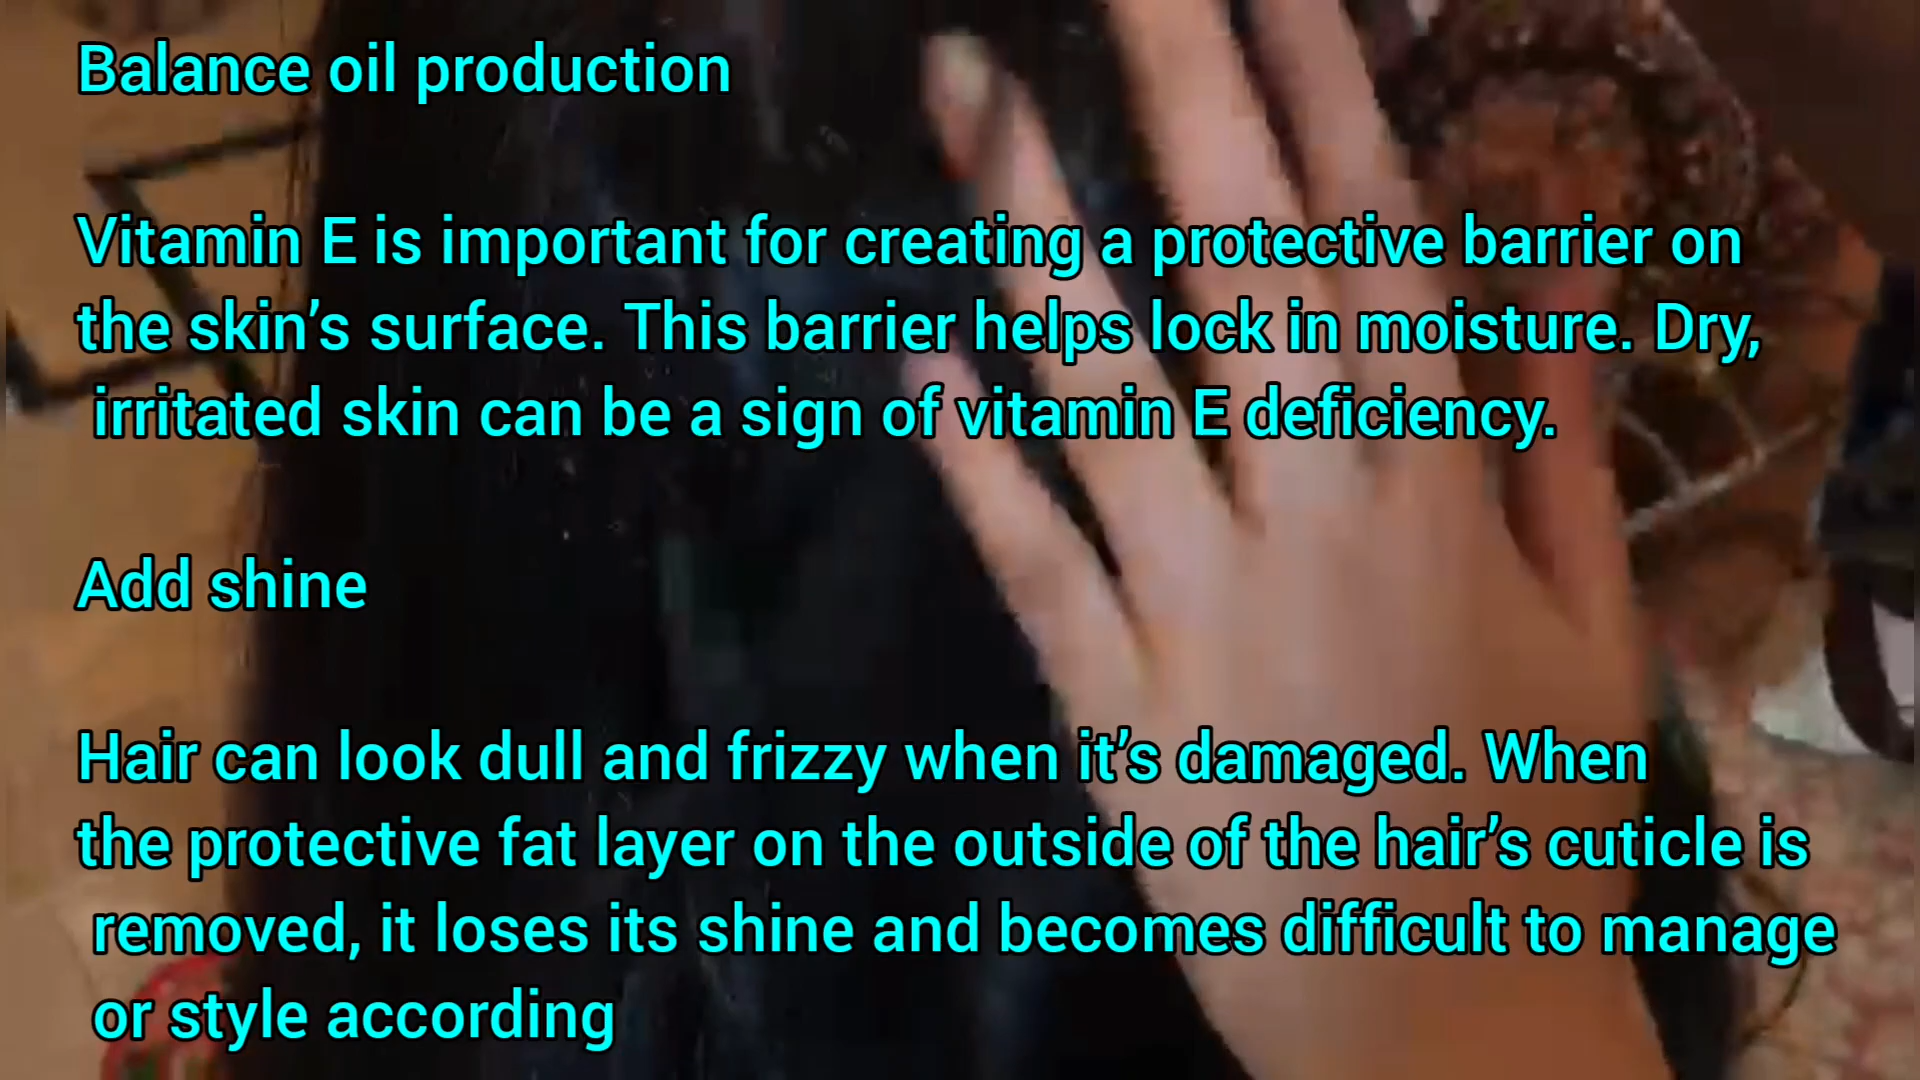 Balance oil production
Vitamin E is important for creating a protective barrier on
the skin’s surface. This barrier helps lock in moisture. Dry,
irritated skin can be a sign of vitamin E deficiency.
Add shine
Hair can look dull and frizzy when it’s damaged. When
the protective fat layer on the outside of the hair’s cuticle is
removed, it loses its shine and becomes difficult to manage
or style according